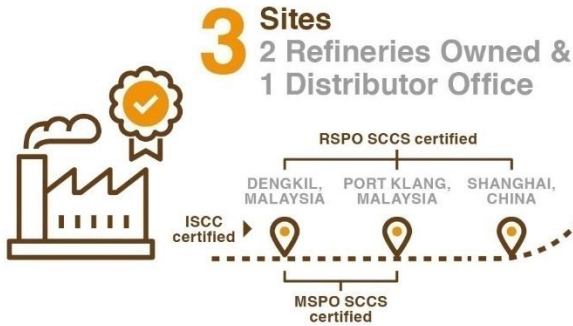 3 Sites
2 Refineries Owned &
1 Distributor Office
RSPO SCCS certified
DENGKIL, MALAYSIA
PORT KLANG, MALAYSIA
SHANGHAI, CHINA
ISCC
certified
MSPO SCCS
certified